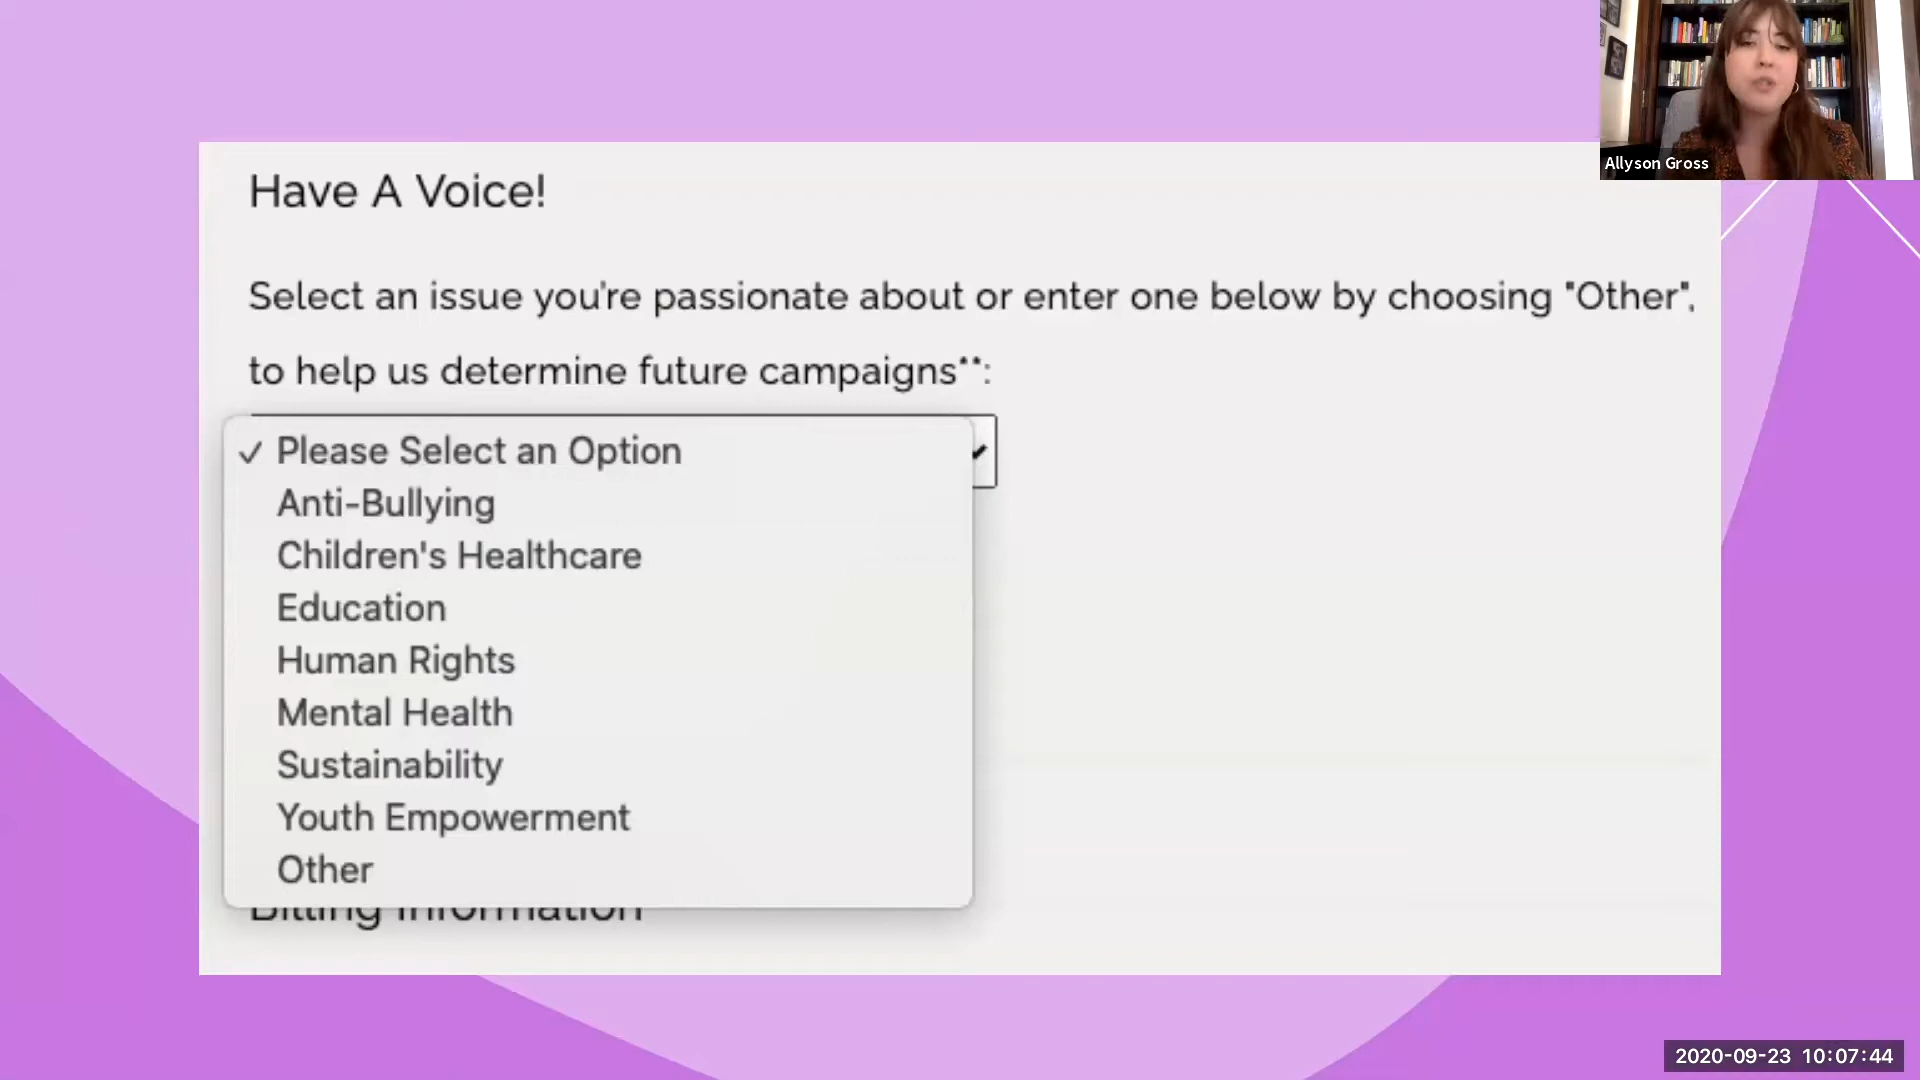 Allyson Gross
Have A Voice!
Select an issue you're passionate about or enter one below by choosing "Other",
to help us determine future campaigns**:
✓ Please Select an Option
Anti-Bullying
Children's Healthcare
Education
Human Rights
Mental Health
Sustainability
Youth Empowerment
Other
Billing Information
2020-09-23 10:07:44